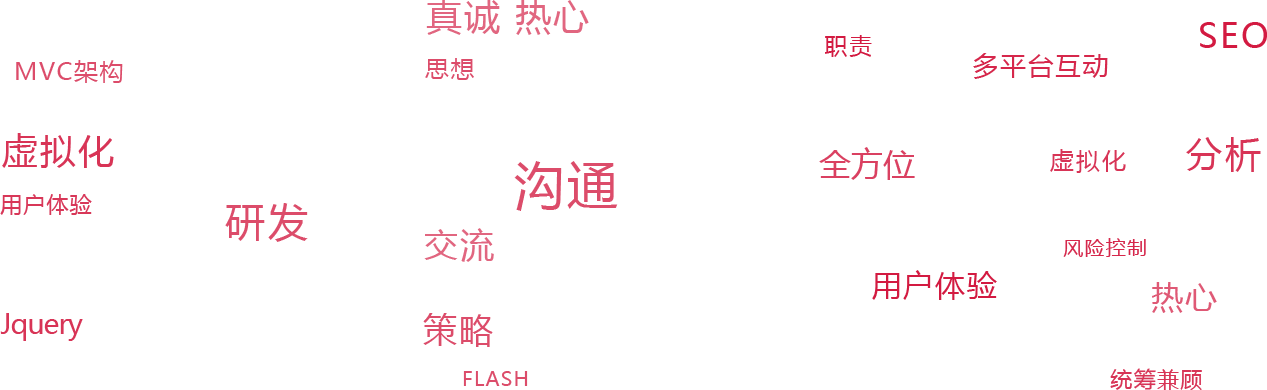 真诚 热心
SEO
职责
多平台互动
MVC架构
思想
虚拟化
全方位
虚拟化
分析
沟通
用户体验
研发
交流
风险控制
用户体验
热心
Jquery
策略
FLASH
统筹兼顾